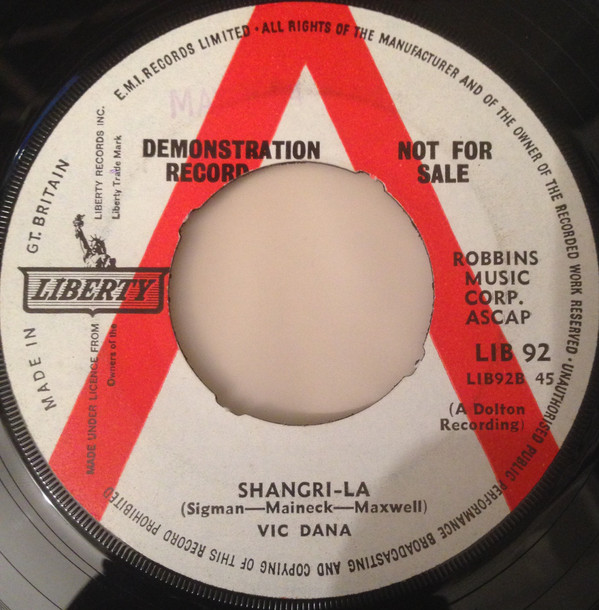 E.M.I. RECORDS LIMITED · ALL RIGHTS OF THE MANUFACTURER AND OF THE OWNER OF THE RECORDED WORK RESERVED · UNAUTHORISED PUBLIC PERFORMANCE BROADCASTING AND COPYING OF THIS RECORD PROHIBITED
MADE IN GT. BRITAIN
DEMONSTRATION
RECORD
NOT FOR
SALE
LIBERTY RECORDS INC.
Liberty Trade Mark
LIBERTY
MADE UNDER LICENCE FROM
Owners of the
ROBBINS
MUSIC
CORP.
ASCAP
LIB 92
LIB92B 45
(A Dolton
Recording)
SHANGRI-LA
(Sigman—Maineck—Maxwell)
VIC DANA